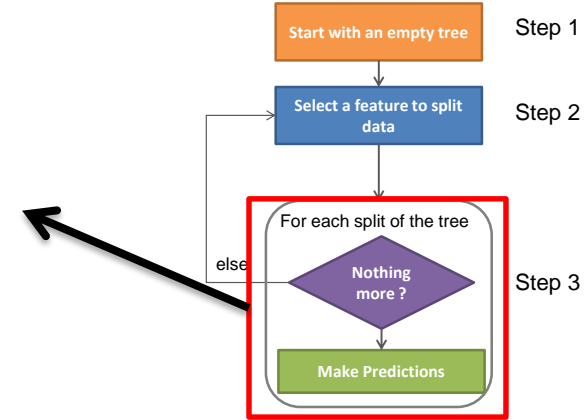 Start with an empty tree
Step 1
Select a feature to split
data
Step 2
For each split of the tree
else
Nothing
more ?
Step 3
Make Predictions